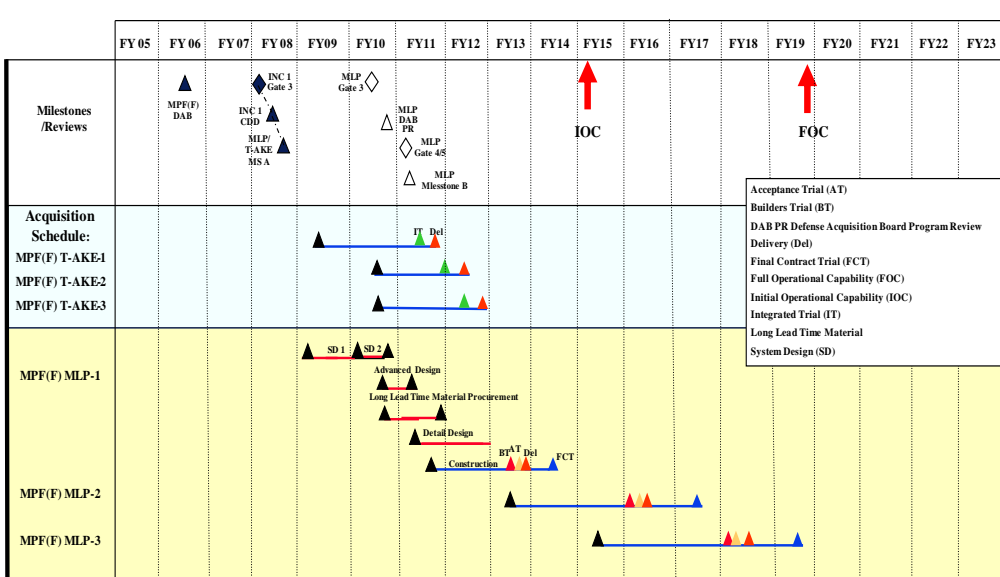 FY 05 FY 06 FY 07 FY 08 FY09 FY10 FY11 FY12 FY13 FY14 FY15 FY16 FY17 FY18 FY19 FY20 FY21 FY22 FY23
Milestones
/Reviews
MPF(F)
DAB
INC 1
Gate 3
INC 1
CDD
MLP/
T-AKE
MS A
MLP
Gate 3
MLP
DAB
PR
MLP
Gate 4/5
MLP
Mlesstone B
IOC
FOC
Acceptance Trial (AT)
Builders Trial (BT)
DAB PR Defense Acquisition Board Program Review
Delivery (Del)
Final Contract Trial (FCT)
Full Operational Capability (FOC)
Initial Operational Capability (IOC)
Integrated Trial (IT)
Long Lead Time Material
System Design (SD)
Acquisition
Schedule:
MPF(F) T-AKE-1
IT Del
MPF(F) T-AKE-2
MPF(F) T-AKE-3
MPF(F) MLP-1
SD 1 SD 2
Advanced Design
Long Lead Time Material Procurement
Detail Design
Construction BT AT Del FCT
MPF(F) MLP-2
MPF(F) MLP-3